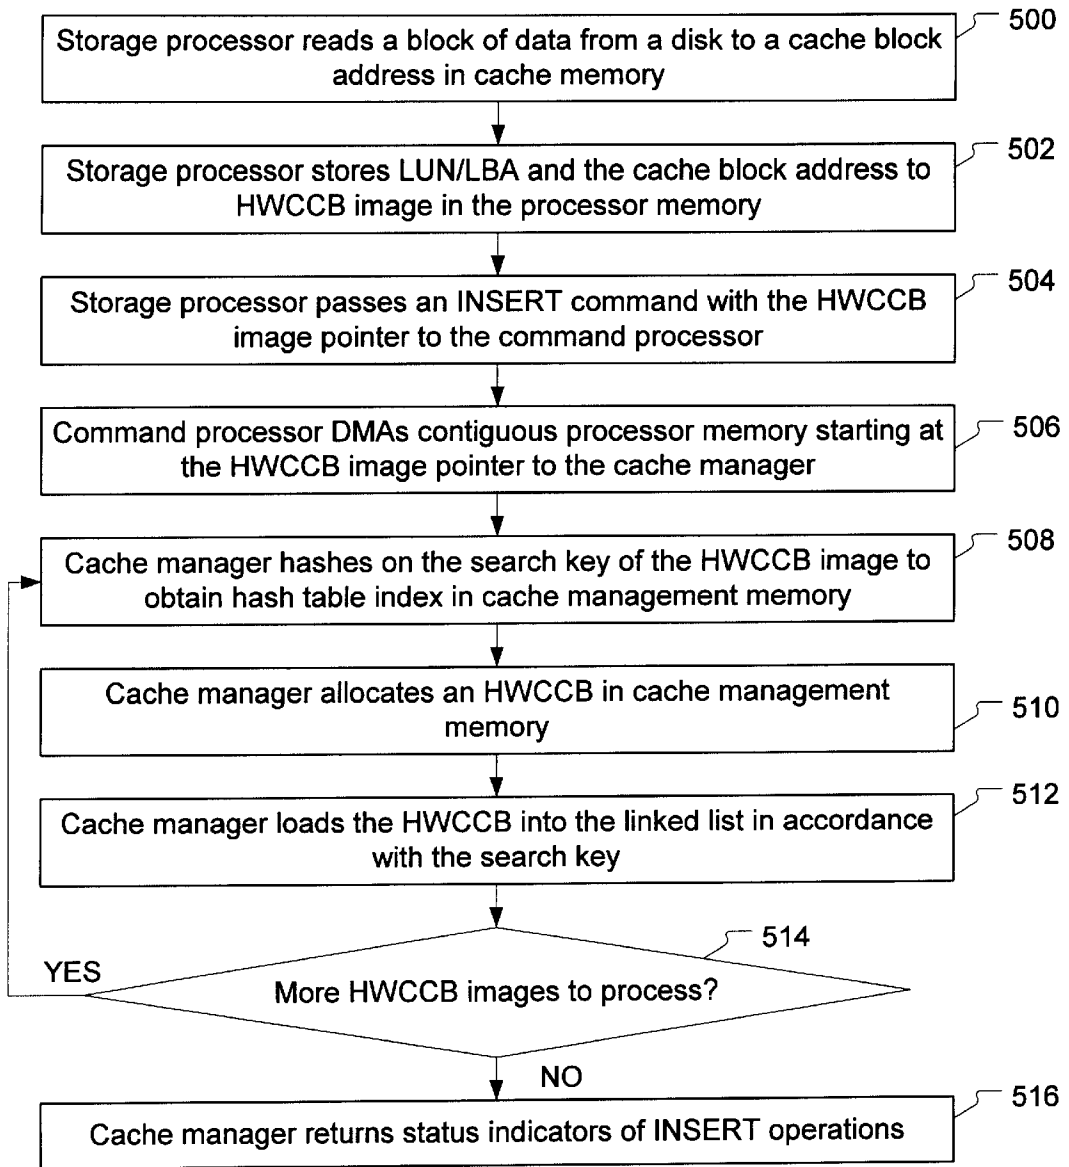 500
Storage processor reads a block of data from a disk to a cache block
address in cache memory
502
Storage processor stores LUN/LBA and the cache block address to
HWCCB image in the processor memory
504
Storage processor passes an INSERT command with the HWCCB
image pointer to the command processor
506
Command processor DMAs contiguous processor memory starting at
the HWCCB image pointer to the cache manager
508
Cache manager hashes on the search key of the HWCCB image to
obtain hash table index in cache management memory
Cache manager allocates an HWCCB in cache management
memory
510
512
Cache manager loads the HWCCB into the linked list in accordance
with the search key
514
YES
More HWCCB images to process?
NO
516
Cache manager returns status indicators of INSERT operations